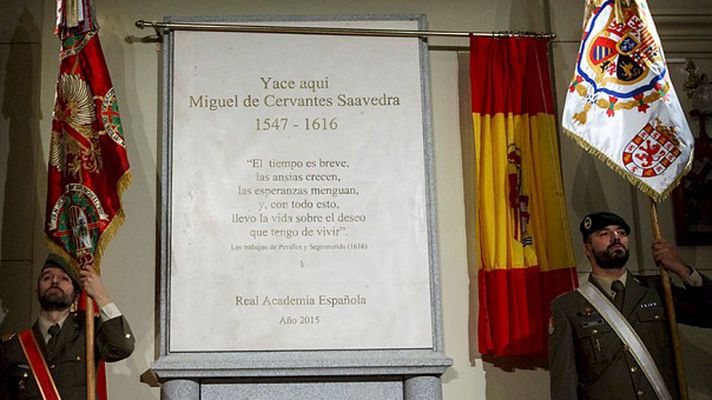 Yace aquí
Miguel de Cervantes Saavedra
1547 - 1616
“El tiempo es breve,
las ansias crecen,
las esperanzas menguan,
y, con todo esto,
llevo la vida sobre el deseo
que tengo de vivir”.
Los trabajos de Persiles y Segismunda (1616)
Real Academia Española
Año 2015